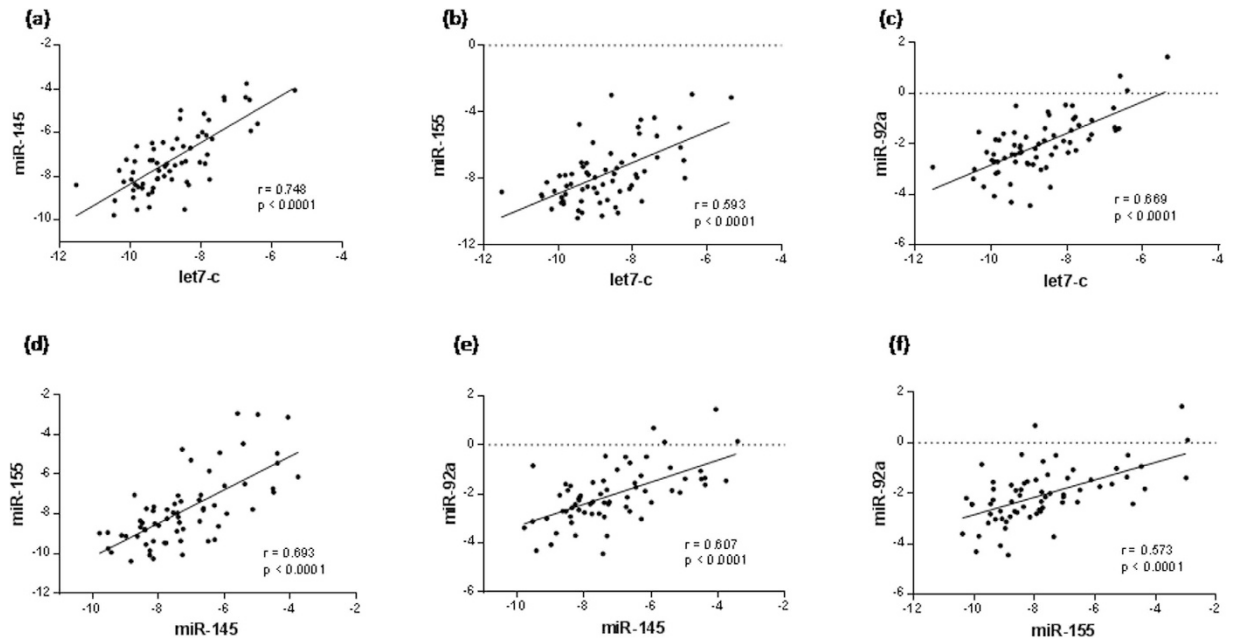 (a)
-2
-4
-6
-8
-10
miR-145
-12
-10
-8
-6
-4
let7-c
r = 0.748
p < 0.0001
(b)
0
-4
-8
-12
miR-155
-12
-10
-8
-6
-4
let7-c
r = 0.593
p < 0.0001
(c)
2
0
-2
-4
-6
miR-92a
-12
-10
-8
-6
-4
let7-c
r = 0.669
p < 0.0001
(d)
-2
-4
-6
-8
-10
-12
miR-155
-10
-8
-6
-4
-2
miR-145
r = 0.693
p < 0.0001
(e)
2
0
-2
-4
-6
miR-92a
-10
-8
-6
-4
-2
miR-145
r = 0.607
p < 0.0001
(f)
2
0
-2
-4
-6
miR-92a
-12
-10
-8
-6
-4
-2
miR-155
r = 0.573
p < 0.0001